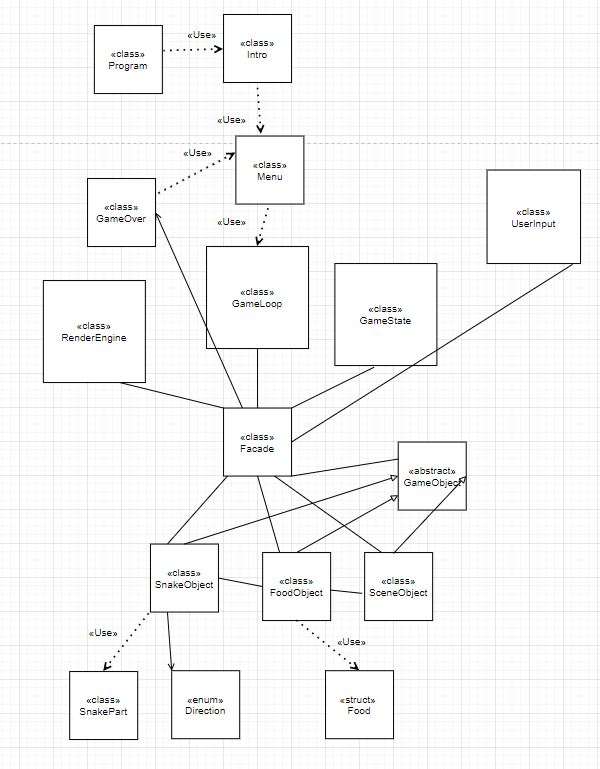 «Use»
«class»
Intro
«class»
Program
«Use»
«Use»
«class»
Menu
«class»
GameOver
«Use»
«class»
UserInput
«class»
GameLoop
«class»
GameState
«class»
RenderEngine
«class»
Facade
«abstract»
GameObject
«class»
SnakeObject
«class»
FoodObject
«class»
SceneObject
«Use»
«Use»
«class»
SnakePart
«enum»
Direction
«struct»
Food